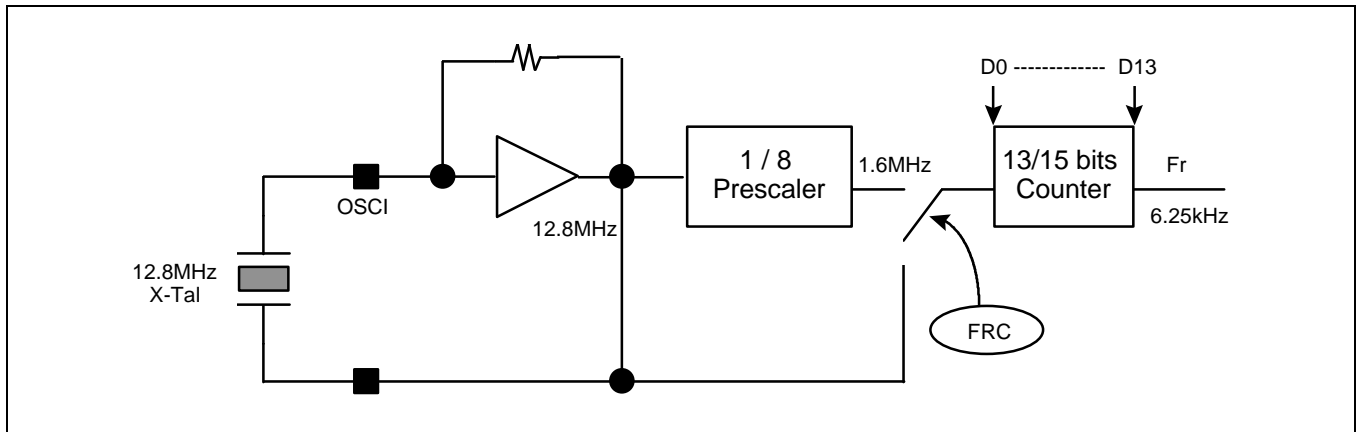 D0 ------------- D13
1 / 8
Prescaler
1.6MHz
13/15 bits
Counter
Fr
6.25kHz
OSCI
12.8MHz
12.8MHz
X-Tal
FRC